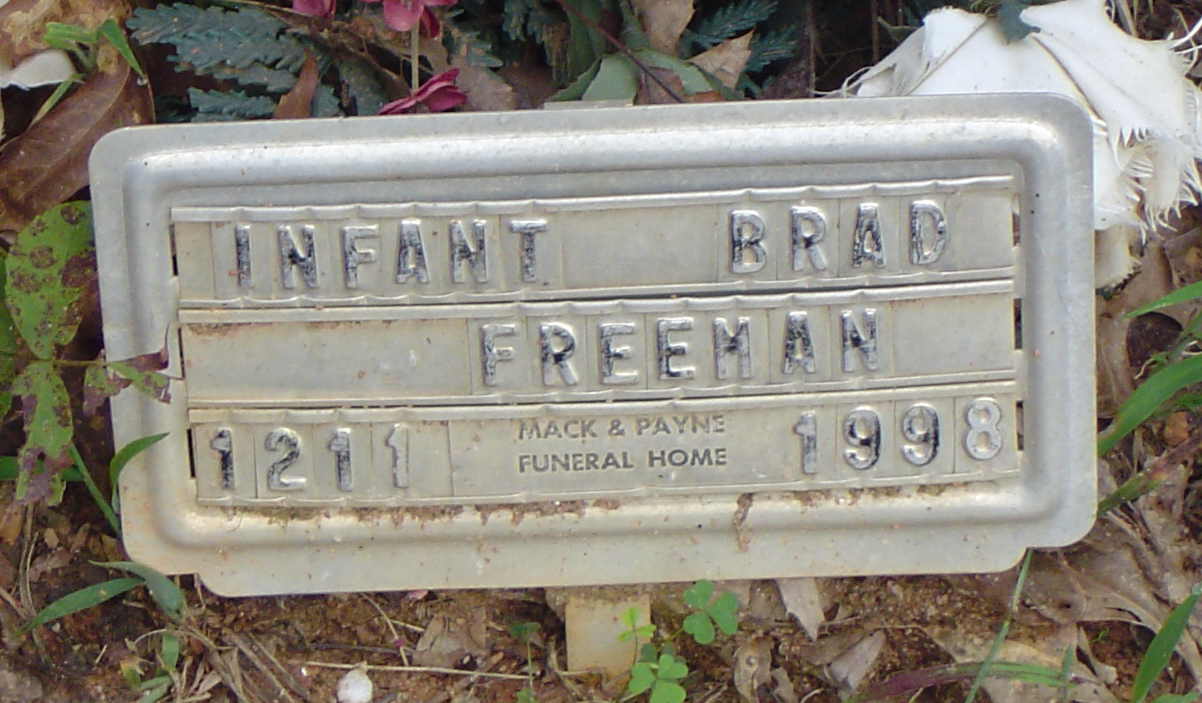 INFANT BRAD
FREEMAN
1211 MACK & PAYNE FUNERAL HOME 1998